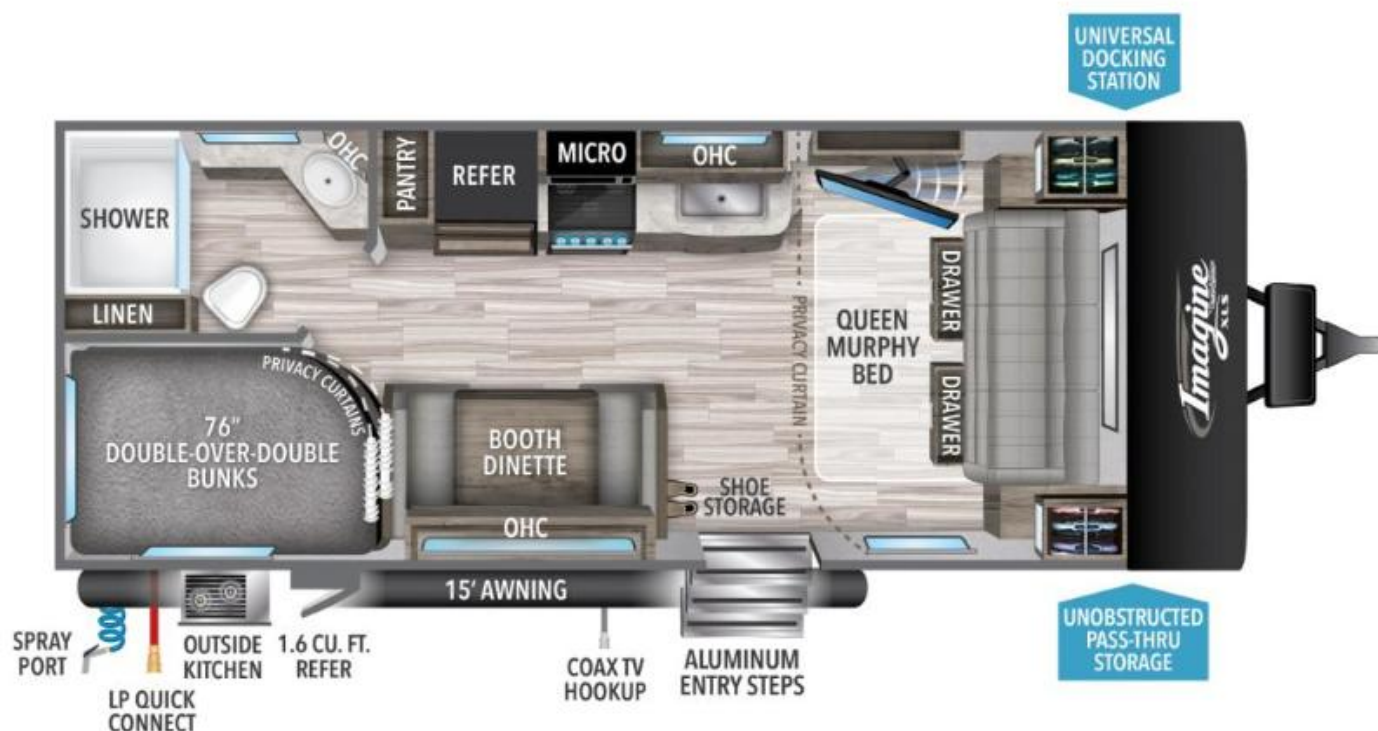 UNIVERSAL
DOCKING
STATION
SHOWER
OHC
PANTRY
REFER
MICRO
OHC
LINEN
DRAWER
DRAWER
QUEEN
MURPHY
BED
PRIVACY CURTAIN
Imagine
XLS
PRIVACY CURTAINS
76"
DOUBLE-OVER-DOUBLE
BUNKS
BOOTH
DINETTE
OHC
SHOE
STORAGE
15' AWNING
SPRAY
PORT
LP QUICK
CONNECT
OUTSIDE
KITCHEN
1.6 CU. FT.
REFER
COAX TV
HOOKUP
ALUMINUM
ENTRY STEPS
UNOBSTRUCTED
PASS-THRU
STORAGE